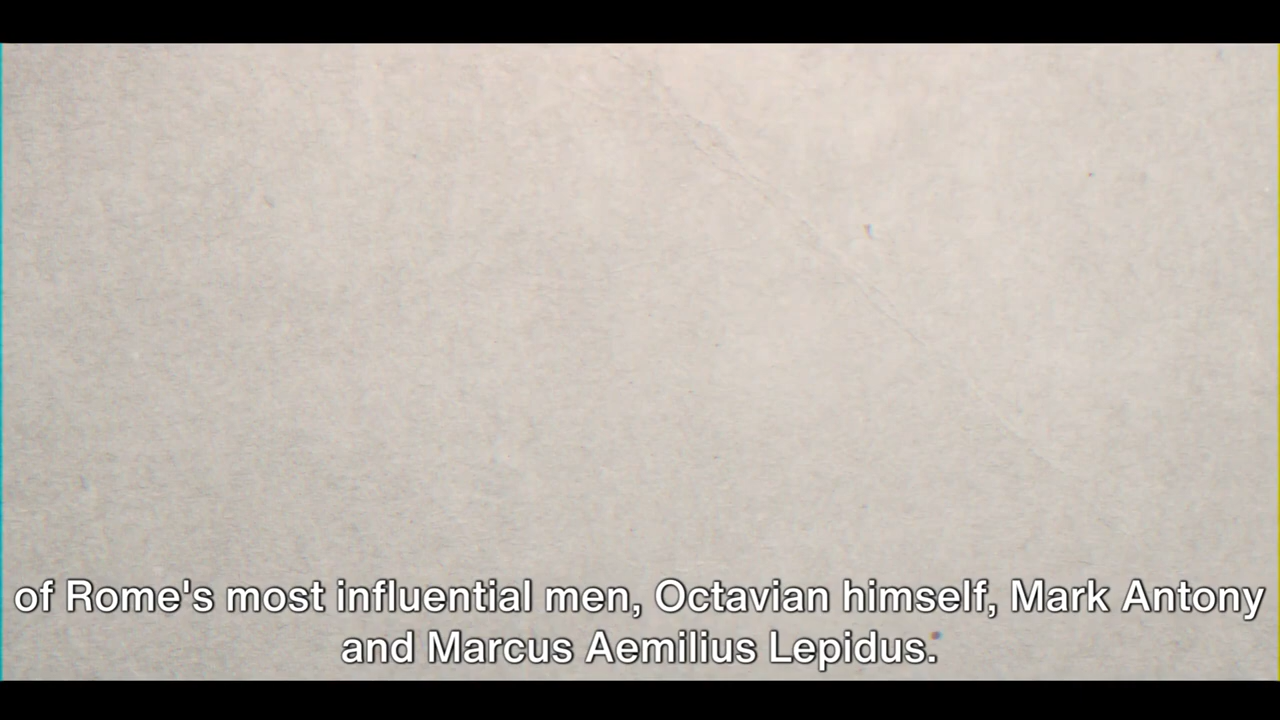 of Rome's most influential men, Octavian himself, Mark Antony
and Marcus Aemilius Lepidus.